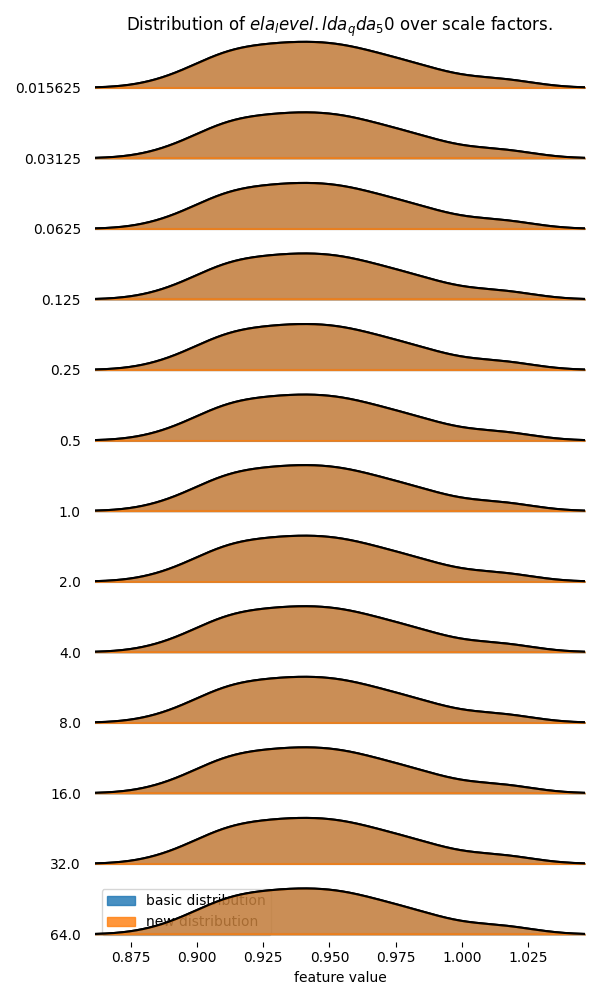 Distribution of ela_level.lda_qda_50 over scale factors.
0.015625
0.03125
0.0625
0.125
0.25
0.5
1.0
2.0
4.0
8.0
16.0
32.0
basic distribution
new distribution
64.0
0.875 0.900 0.925 0.950 0.975 1.000 1.025
feature value